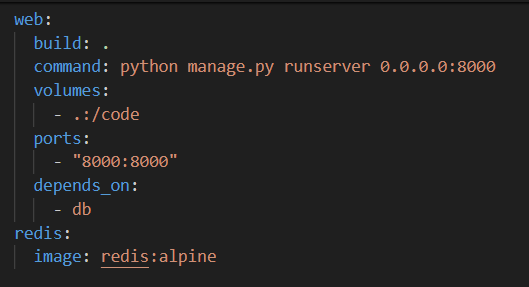 web:
  build: .
  command: python manage.py runserver 0.0.0.0:8000
  volumes:
    - .:/code
  ports:
    - "8000:8000"
  depends_on:
    - db
redis:
  image: redis:alpine